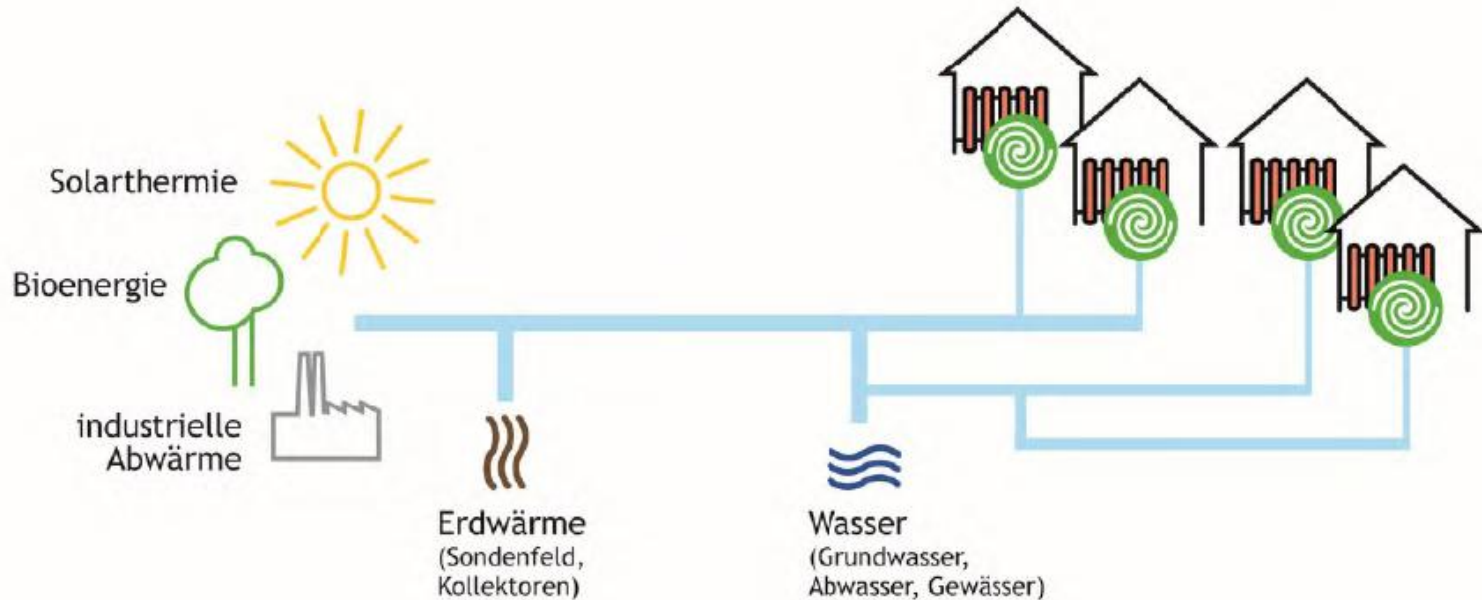 Solarthermie
Bioenergie
industrielle
Abwärme
Erdwärme
(Sondenfeld,
Kollektoren)
Wasser
(Grundwasser,
Abwasser, Gewässer)